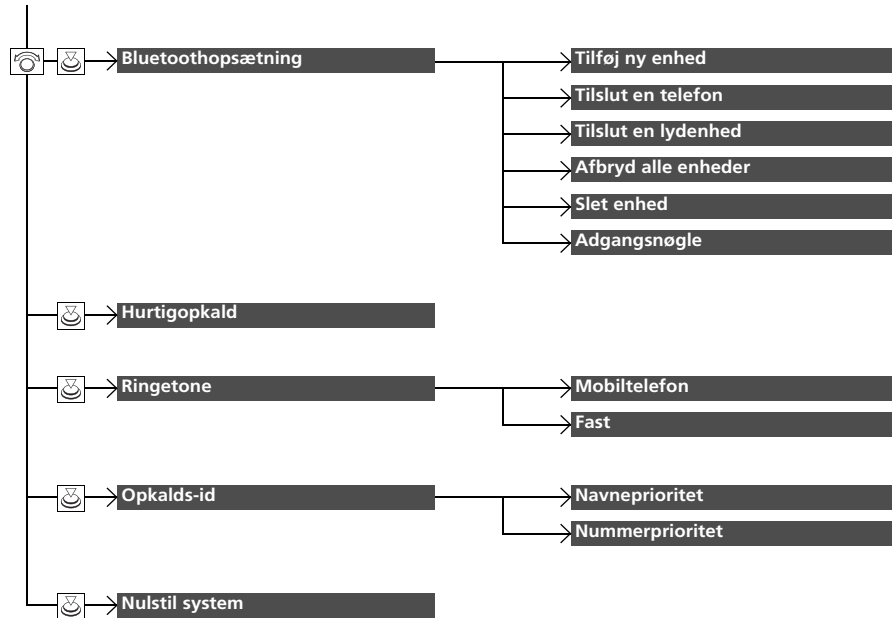 Bluetoothopsætning
Tilføj ny enhed
Tilslut en telefon
Tilslut en lydenhed
Afbryd alle enheder
Slet enhed
Adgangsnøgle
Hurtigopkald
Ringetone
Mobiltelefon
Fast
Opkalds-id
Navneprioritet
Nummerprioritet
Nulstil system